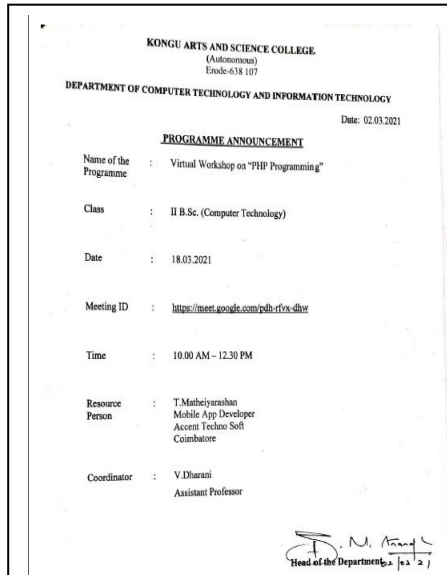 KONGU ARTS AND SCIENCE COLLEGE
(Autonomous)
Erode-638 107
DEPARTMENT OF COMPUTER TECHNOLOGY AND INFORMATION TECHNOLOGY
Date: 02.03.2021
PROGRAMME ANNOUNCEMENT
Name of the Programme : Virtual Workshop on "PHP Programming"
Class : II B.Sc. (Computer Technology)
Date : 18.03.2021
Meeting ID : https://meet.google.com/pdh-rfvx-dhw
Time : 10.00 AM – 12.30 PM
Resource Person : T.Matheiyarashan
Mobile App Developer
Accent Techno Soft
Coimbatore
Coordinator : V.Dharani
Assistant Professor
Head of the Department